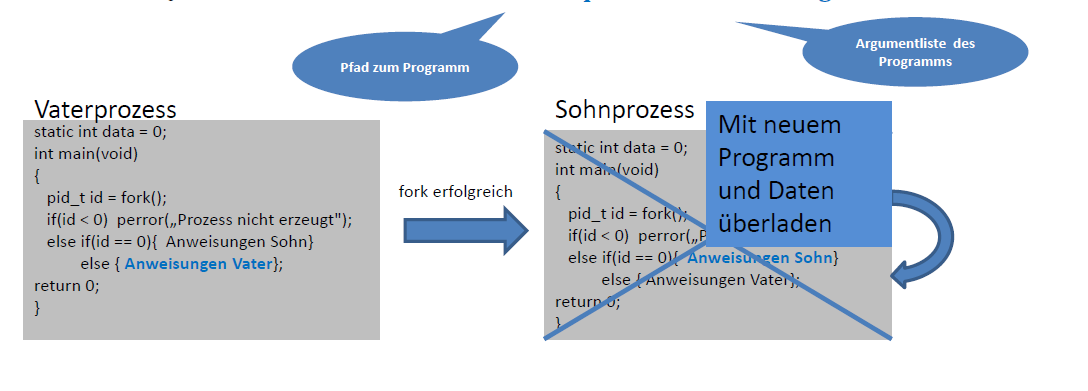 Pfad zum Programm
Argumentliste des
Programms
Vaterprozess
static int data = 0;
int main(void)
{
pid_t id = fork();
if(id < 0) perror(„Prozess nicht erzeugt");
else if(id == 0){ Anweisungen Sohn}
else { Anweisungen Vater};
return 0;
}
fork erfolgreich
Sohnprozess
Mit neuem
Programm
und Daten
überladen
static int data = 0;
int main(void)
{
pid_t id = fork();
if(id < 0) perror(„P
else if(id == 0){ Anweisungen Sohn}
else { Anweisungen Vater};
return 0;
}